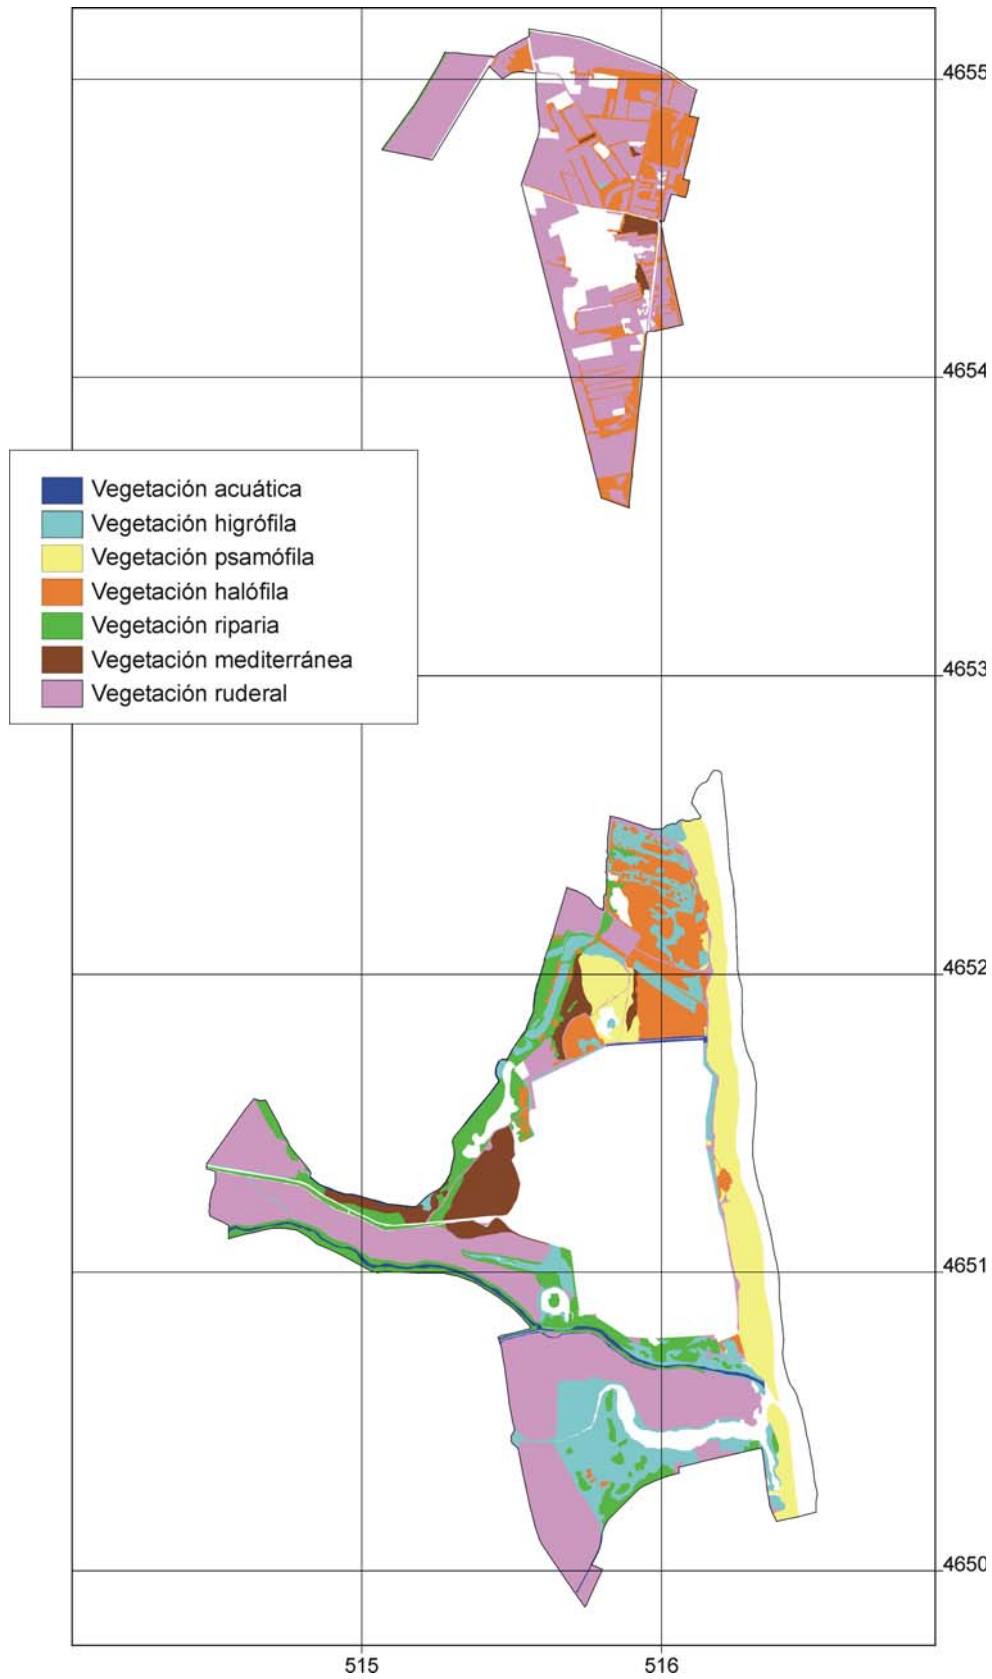 4655
4654
Vegetación acuática
Vegetación higrófila
Vegetación psamófila
Vegetación halófila
Vegetación riparia
Vegetación mediterránea
Vegetación ruderal
4653
4652
4651
4650
515 516